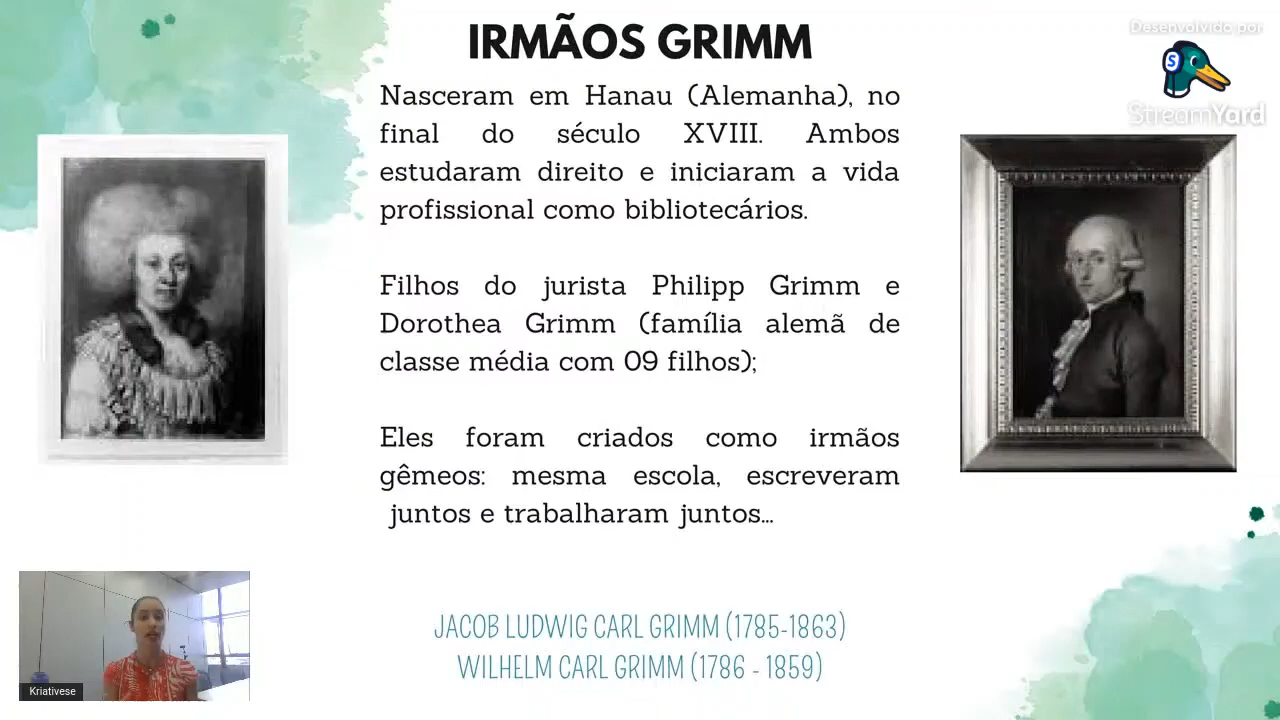 IRMÃOS GRIMM
Desenvolvido por
S
StreamYard
Nasceram em Hanau (Alemanha), no
final do século XVIII. Ambos
estudaram direito e iniciaram a vida
profissional como bibliotecários.
Filhos do jurista Philipp Grimm e
Dorothea Grimm (família alemã de
classe média com 09 filhos);
Eles foram criados como irmãos
gêmeos: mesma escola, escreveram
juntos e trabalharam juntos...
JACOB LUDWIG CARL GRIMM (1785-1863)
WILHELM CARL GRIMM (1786 - 1859)
Kriativese